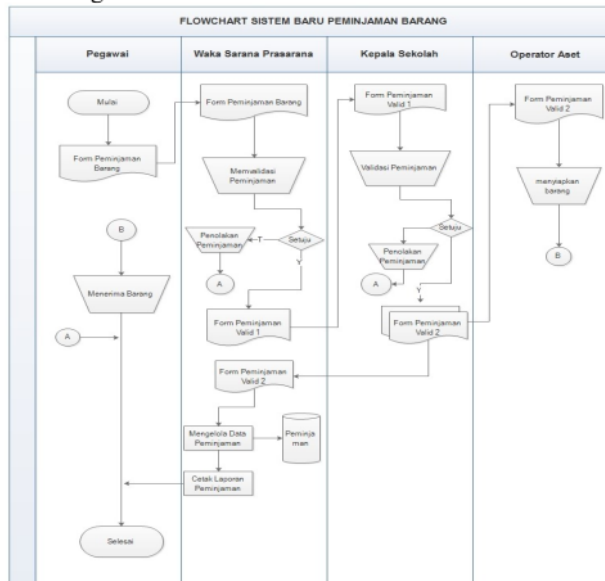 FLOWCHART SISTEM BARU PEMINJAMAN BARANG
Pegawai
Waka Sarana Prasarana
Kepala Sekolah
Operator Aset
Mulai
Form Peminjaman
Barang
B
Menerima Barang
A
Selesai
Form Peminjaman Barang
Memvalidasi
Peminjaman
Setuju
T
Penolakan
Peminjaman
A
Y
Form Peminjaman
Valid 1
Form Peminjaman
Valid 2
Mengelola Data
Peminjaman
Peminja
man
Cetak Laporan
Peminjaman
Form Peminjaman
Valid 1
Validasi Peminjaman
Setuju
Penolakan
Peminjaman
A
Y
Form Peminjaman
Valid 2
Form Peminjaman
Valid 2
menyiapkan
barang
B